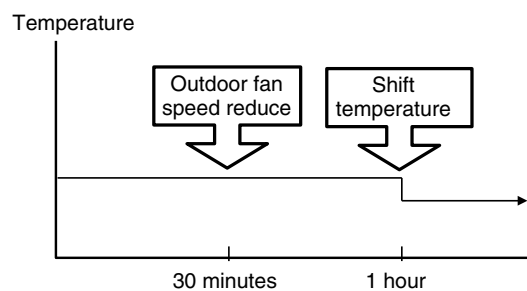 Temperature
Outdoor fan
speed reduce
Shift
temperature
30 minutes
1 hour